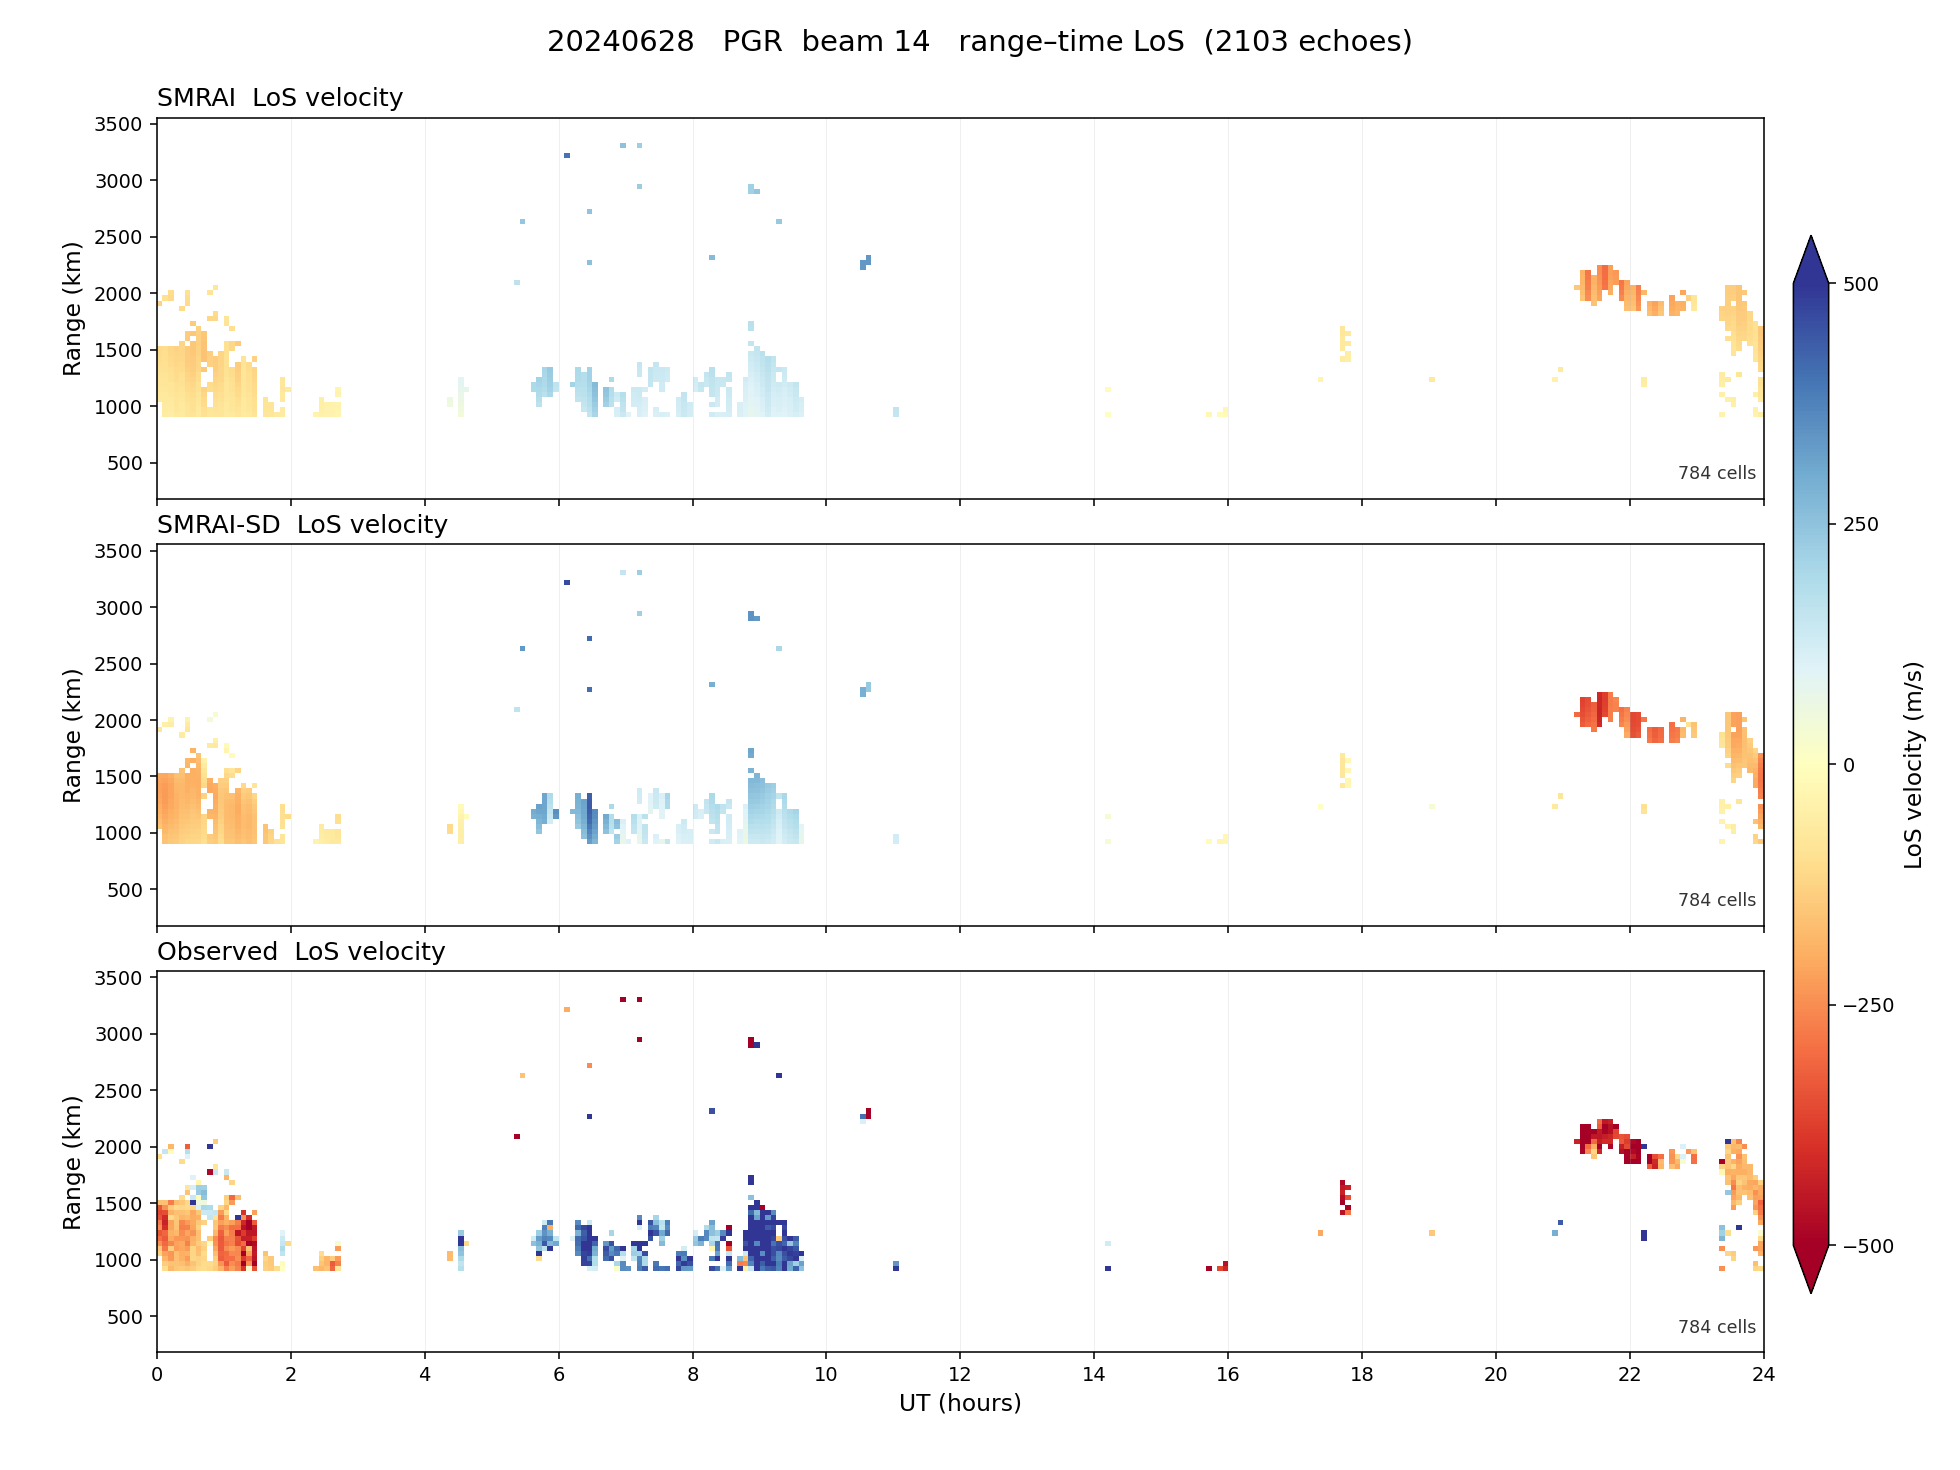 20240628   PGR  beam 14   range–time LoS  (2103 echoes)
SMRAI  LoS velocity
3500
3000
2500
2000
1500
1000
500
Range (km)
784 cells
SMRAI-SD  LoS velocity
3500
3000
2500
2000
1500
1000
500
Range (km)
784 cells
Observed  LoS velocity
3500
3000
2500
2000
1500
1000
500
Range (km)
784 cells
0 2 4 6 8 10 12 14 16 18 20 22 24
UT (hours)
500
250
0
−250
−500
LoS velocity (m/s)